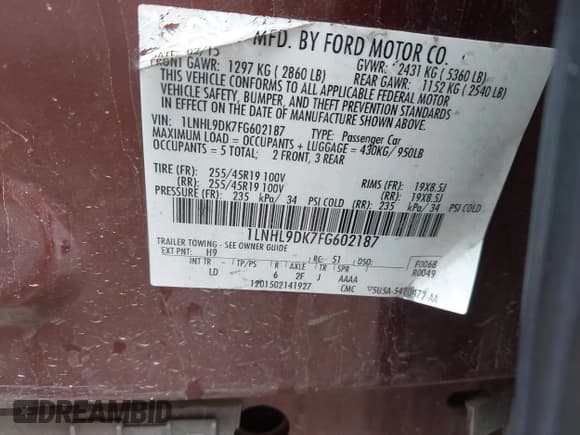 MFD. BY FORD MOTOR CO.
DATE: 02/15 GVWR: 2431 KG ( 5360 LB)
FRONT GAWR: 1297 KG ( 2860 LB) REAR GAWR: 1152 KG ( 2540 LB)
THIS VEHICLE CONFORMS TO ALL APPLICABLE FEDERAL MOTOR
VEHICLE SAFETY, BUMPER, AND THEFT PREVENTION STANDARDS
IN EFFECT ON THE DATE OF MANUFACTURE SHOWN ABOVE.
VIN: 1LNHL9DK7FG602187 TYPE: Passenger Car
MAXIMUM LOAD = OCCUPANTS + LUGGAGE = 430KG/ 950LB
OCCUPANTS = 5 TOTAL; 2 FRONT, 3 REAR
TIRE (FR): 255/45R19 100V RIMS (FR): 19X8.5J
(RR): 255/45R19 100V (RR): 19X8.5J
PRESSURE (FR): 235 kPa/ 34 PSI COLD (RR): 235 kPa/ 34 PSI COLD
1LNHL9DK7FG602187
TRAILER TOWING - SEE OWNER GUIDE
EXT PNT: H9 RC: 51 DSO: F0068
R0049
INT TR TP/PS R AXLE TR SPR
LD 6 2F J AAAA
1201502141927 CMC
DREAMBID